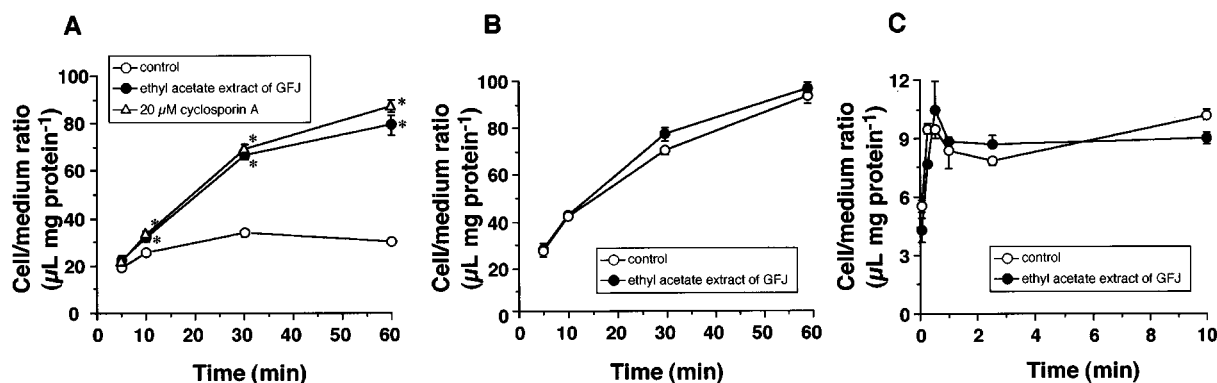 A
control
ethyl acetate extract of GFJ
20 µM cyclosporin A
Cell/medium ratio
(µL mg protein⁻¹)
100
80
60
40
20
0
*
*
*
*
*
*
0 10 20 30 40 50 60
Time (min)
B
control
ethyl acetate extract of GFJ
Cell/medium ratio
(µL mg protein⁻¹)
100
80
60
40
20
0
0 10 20 30 40 50 60
Time (min)
C
control
ethyl acetate extract of GFJ
Cell/medium ratio
(µL mg protein⁻¹)
12
9
6
3
0
0 2 4 6 8 10
Time (min)